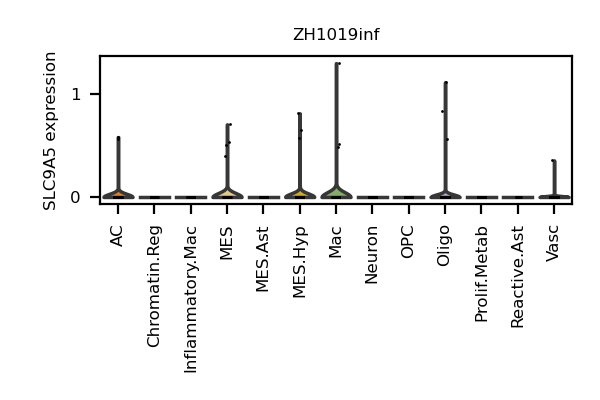 ZH1019inf
SLC9A5 expression
1
0
AC
Chromatin.Reg
Inflammatory.Mac
MES
MES.Ast
MES.Hyp
Mac
Neuron
OPC
Oligo
Prolif.Metab
Reactive.Ast
Vasc